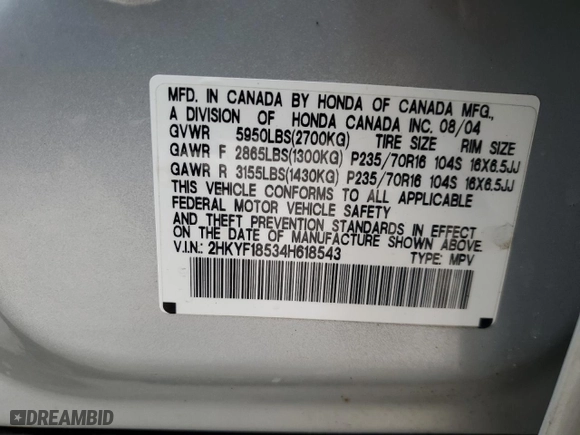 MFD. IN CANADA BY HONDA OF CANADA MFG.,
A DIVISION OF HONDA CANADA INC. 08/04
GVWR 5950LBS(2700KG) TIRE SIZE RIM SIZE
GAWR F 2865LBS(1300KG) P235/70R16 104S 16X6.5JJ
GAWR R 3155LBS(1430KG) P235/70R16 104S 16X6.5JJ
THIS VEHICLE CONFORMS TO ALL APPLICABLE
FEDERAL MOTOR VEHICLE SAFETY
AND THEFT PREVENTION STANDARDS IN EFFECT
ON THE DATE OF MANUFACTURE SHOWN ABOVE.
V.I.N.: 2HKYF18534H618543 TYPE: MPV
DREAMBID